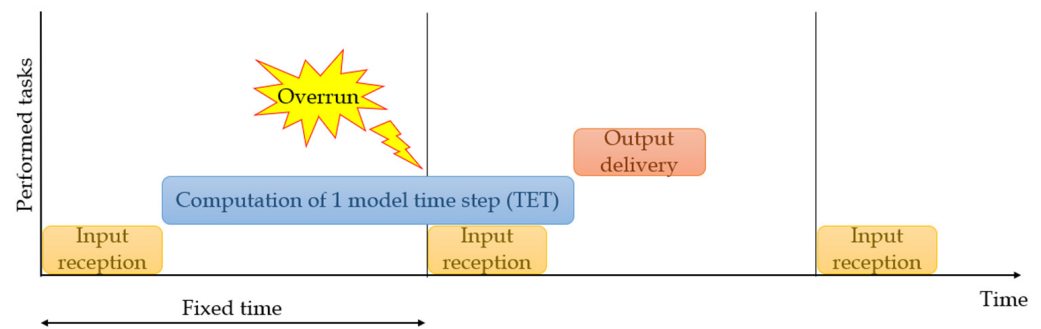 Performed tasks
Overrun
Output
delivery
Computation of 1 model time step (TET)
Input
reception
Input
reception
Input
reception
Time
Fixed time